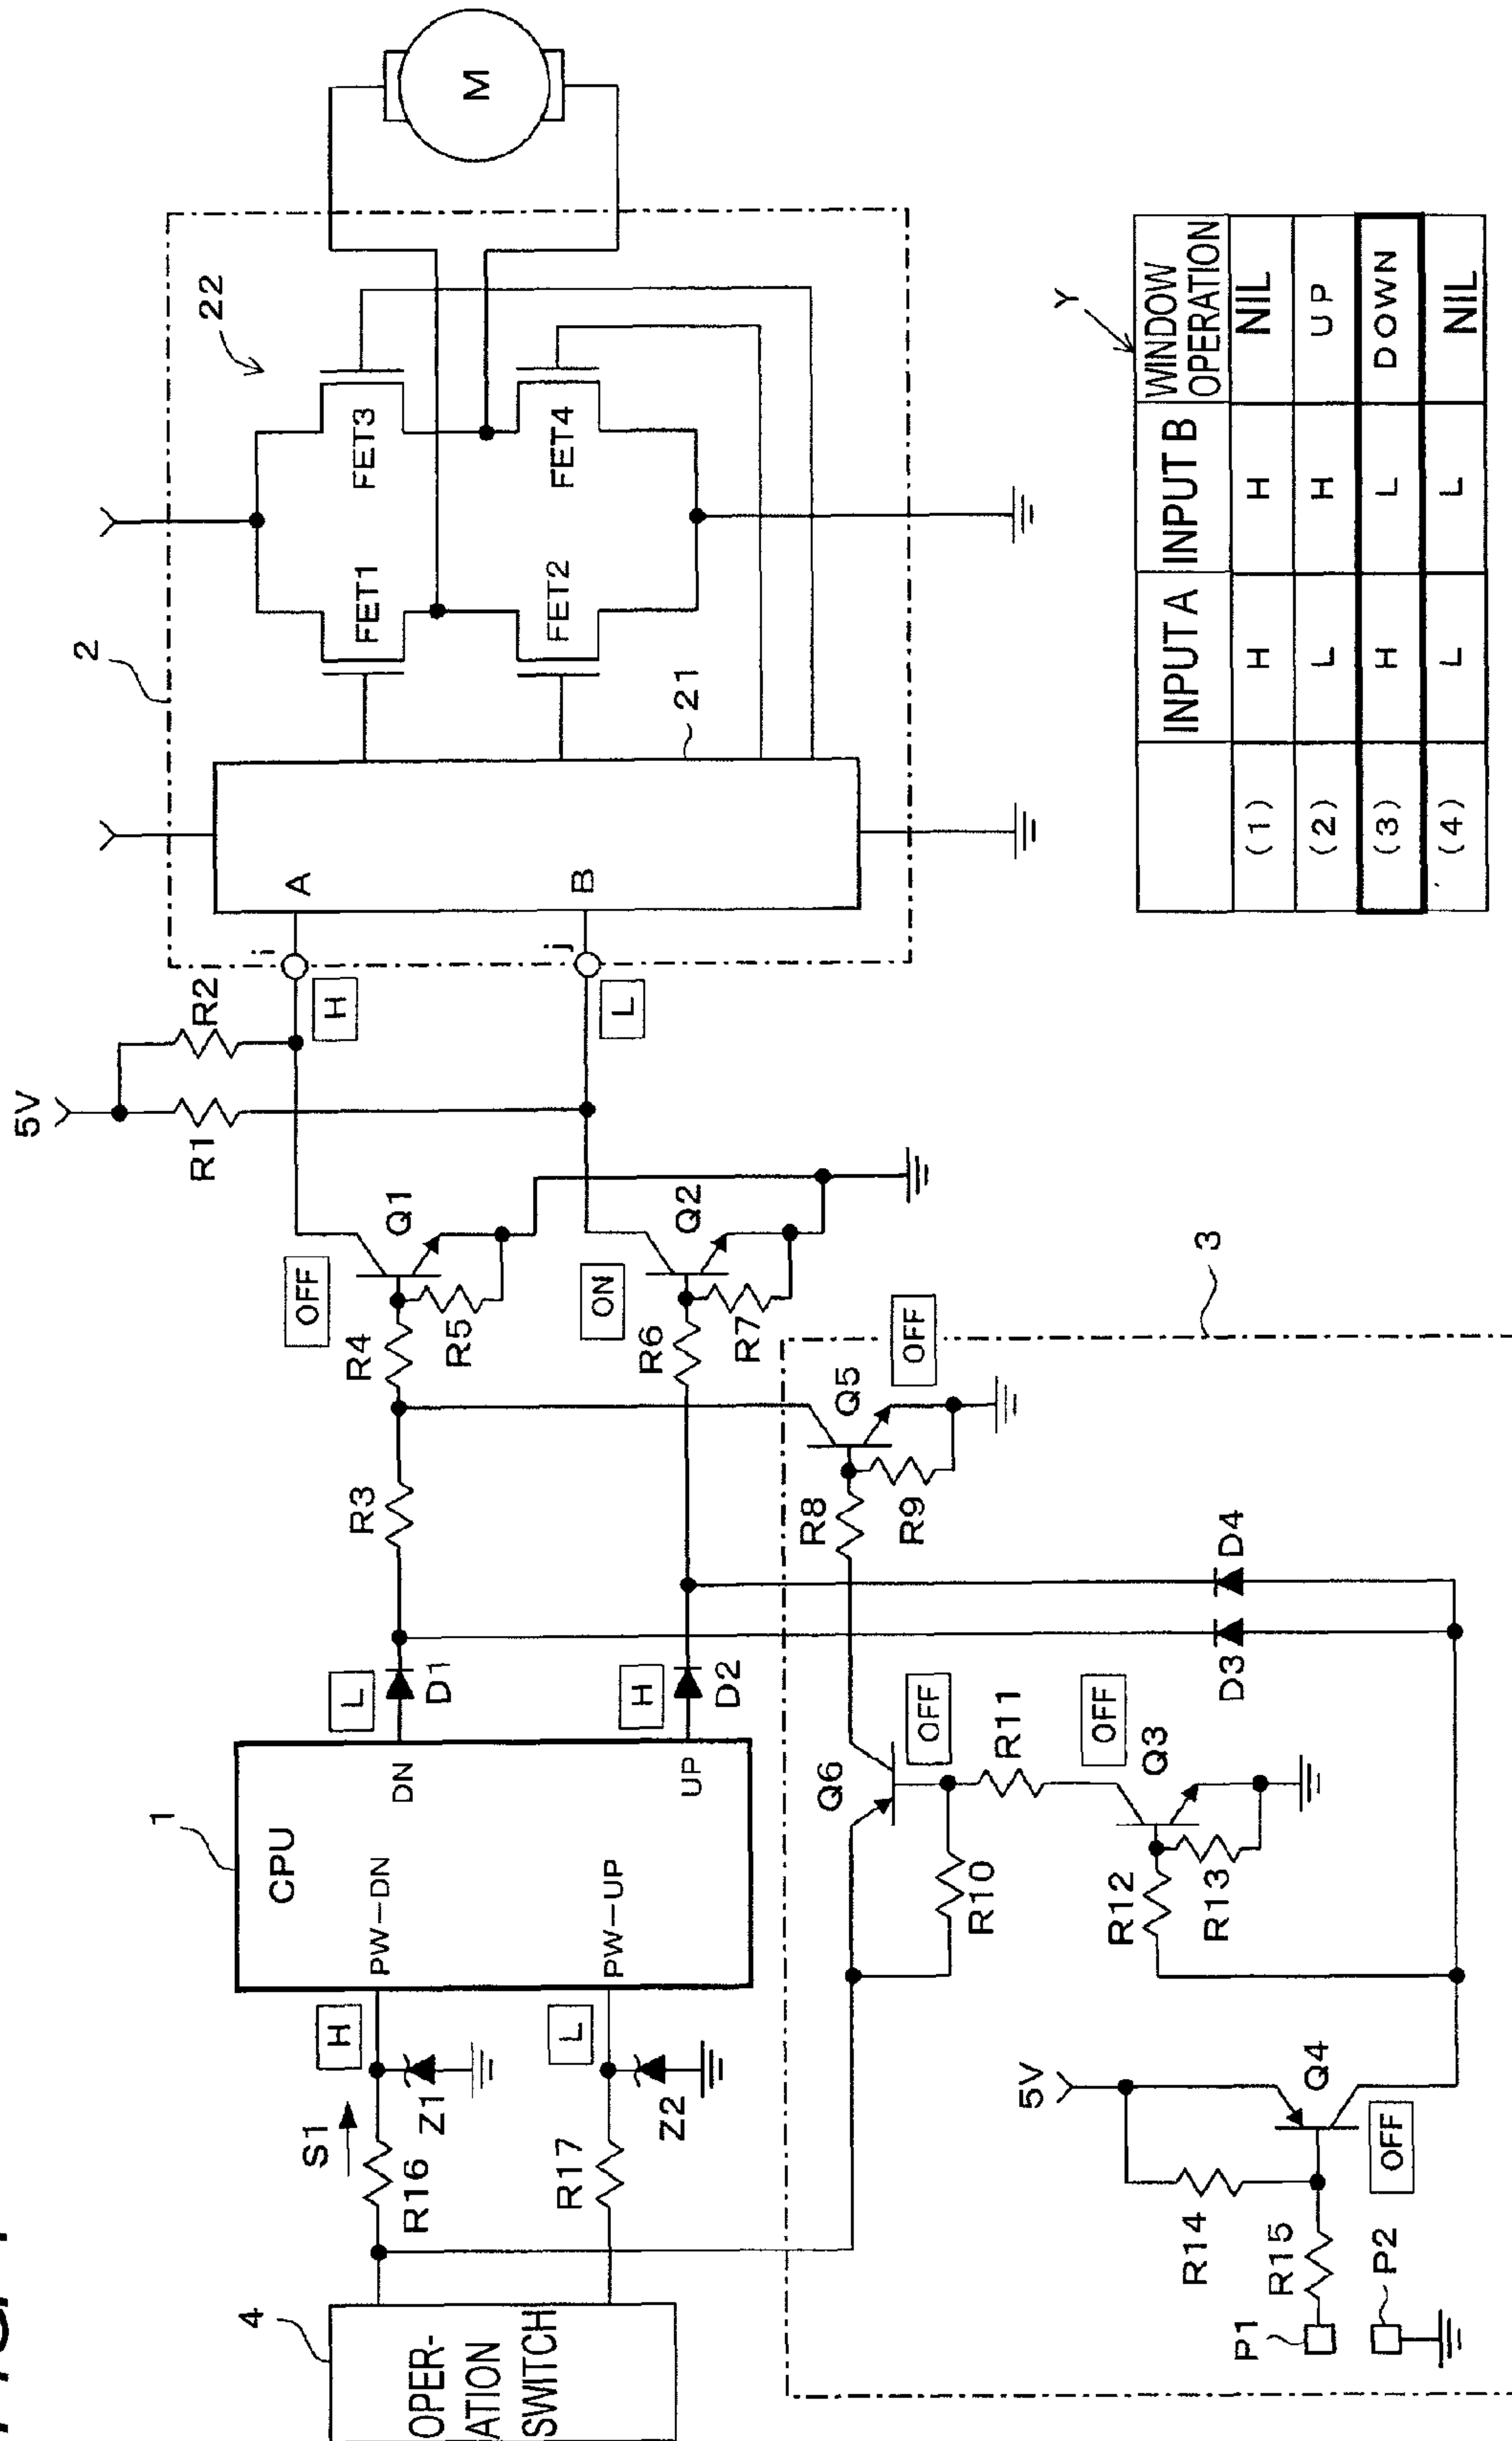 5V
R1
R2
2
22
M
FET1
FET3
FET2
FET4
21
A
B
i
j
H
L
OFF
Q1
R4
R5
ON
Q2
R6
R7
R3
1
CPU
PW-DN
DN
PW-UP
UP
L
D1
H
D2
S1
H
R16
Z1
L
R17
Z2
4
OPER-
ATION
SWITCH
3
Q5
OFF
R8
R9
Q6
OFF
R10
R11
OFF
Q3
R12
R13
D3
D4
5V
Q4
OFF
R14
R15
P1
P2
Y
INPUT A INPUT B WINDOW OPERATION
(1) H H NIL
(2) L H UP
(3) H L DOWN
(4) L L NIL